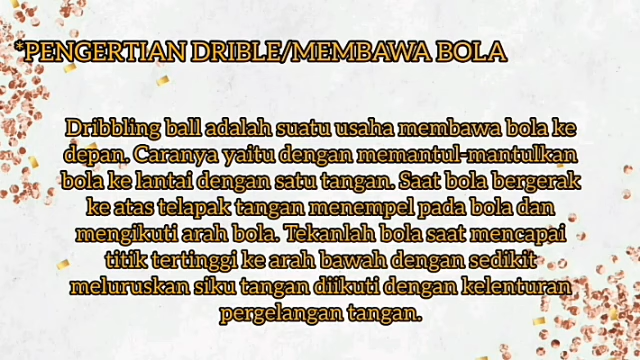 *PENGERTIAN DRIBLE/MEMBAWA BOLA
Dribbling ball adalah suatu usaha membawa bola ke
depan. Caranya yaitu dengan memantul-mantulkan
bola ke lantai dengan satu tangan. Saat bola bergerak
ke atas telapak tangan menempel pada bola dan
mengikuti arah bola. Tekanlah bola saat mencapai
titik tertinggi ke arah bawah dengan sedikit
meluruskan siku tangan diikuti dengan kelenturan
pergelangan tangan.